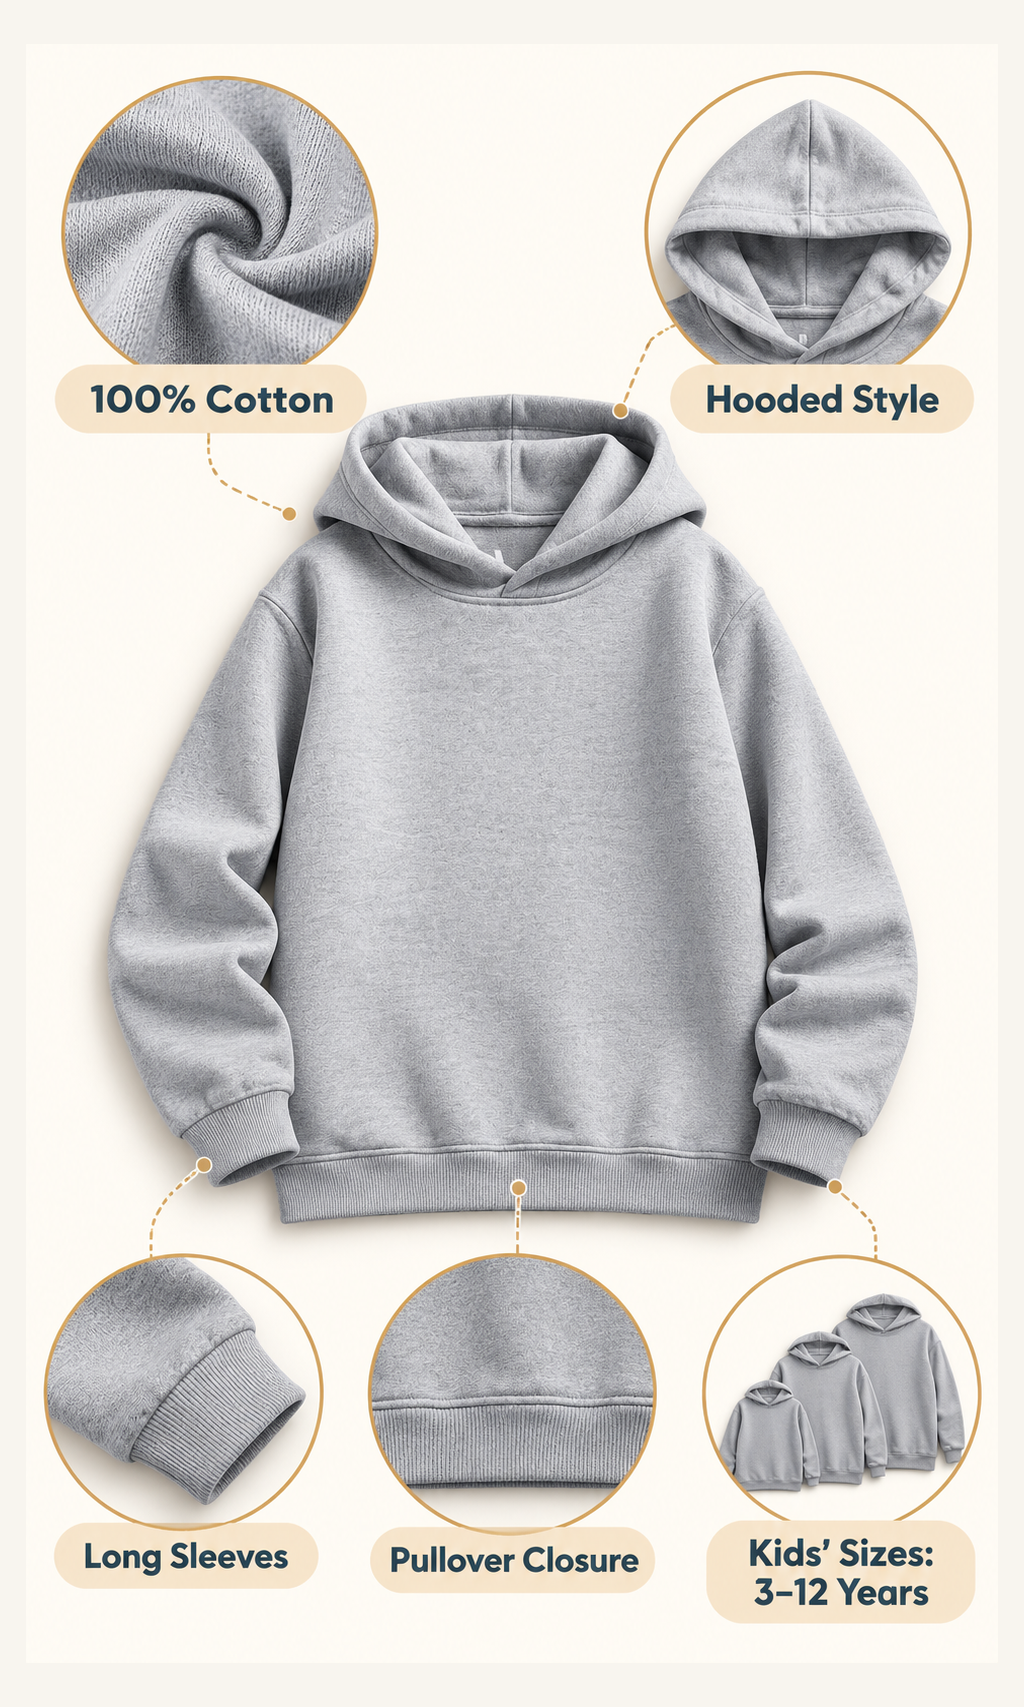 100% Cotton
Hooded Style
Long Sleeves
Pullover Closure
Kids’ Sizes:
3–12 Years